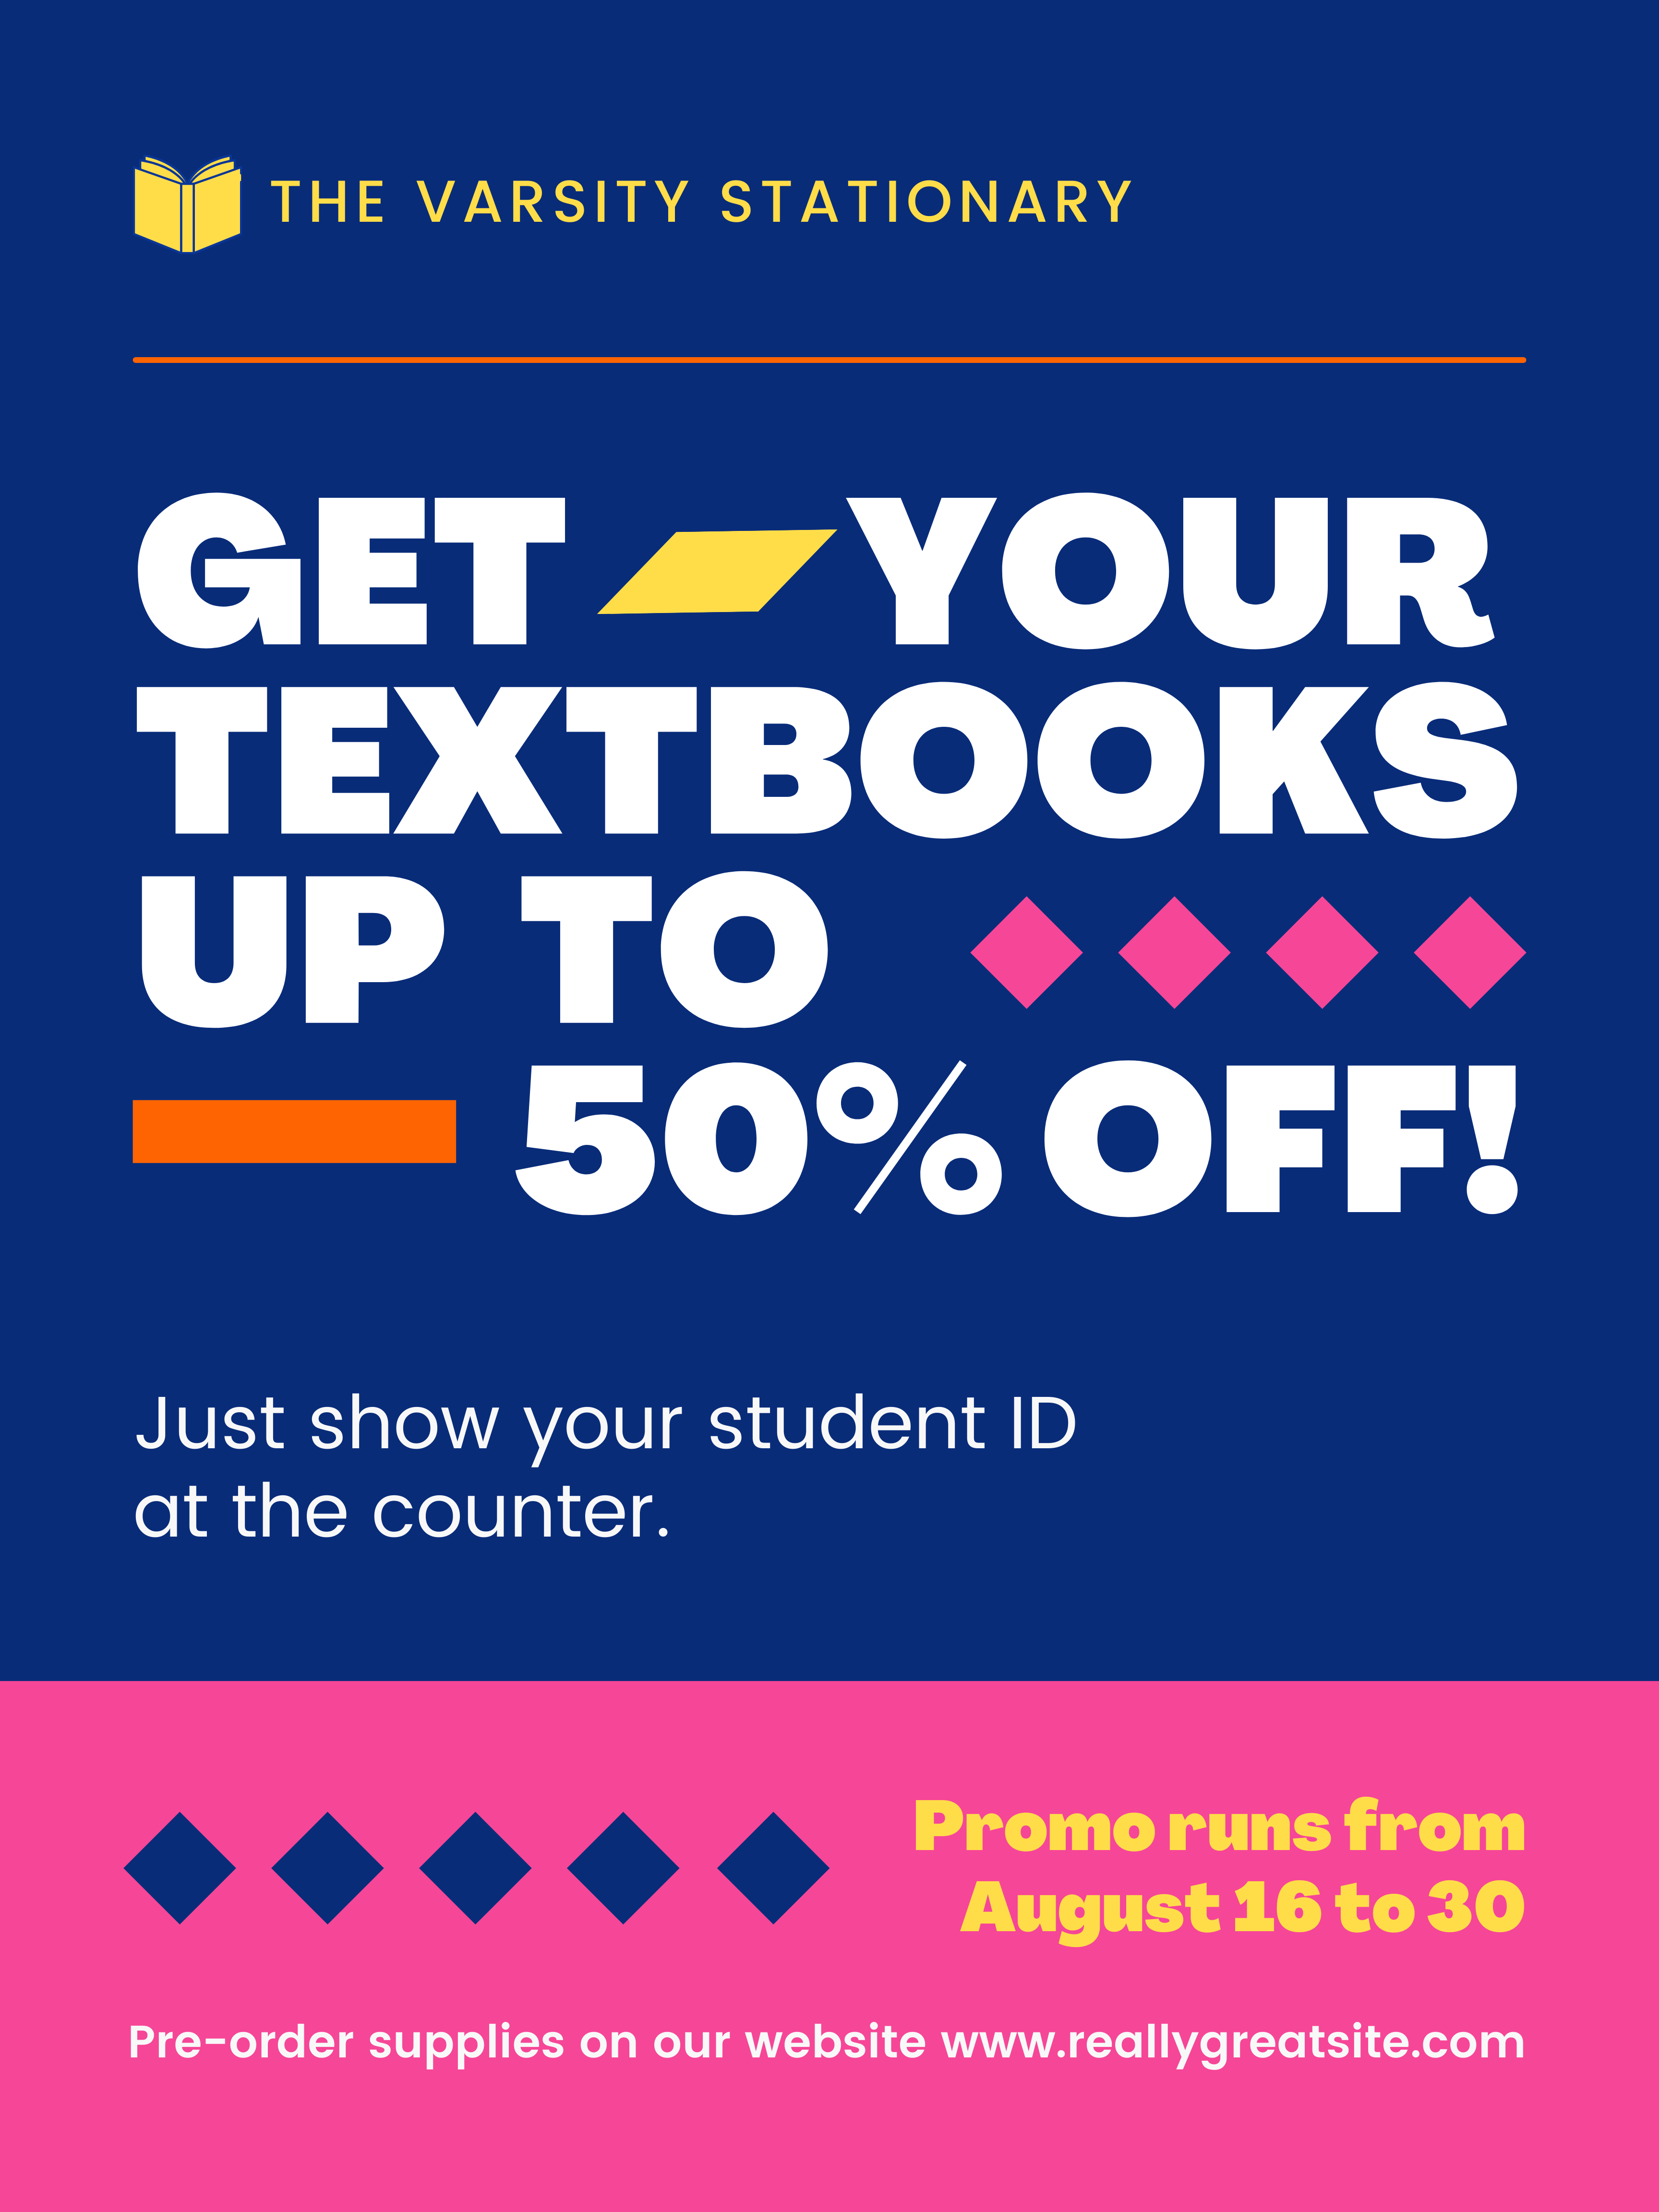 THE VARSITY STATIONARY
GET YOUR
TEXTBOOKS
UP TO
50% OFF!
Just show your student ID
at the counter.
Promo runs from
August 16 to 30
Pre-order supplies on our website www.reallygreatsite.com